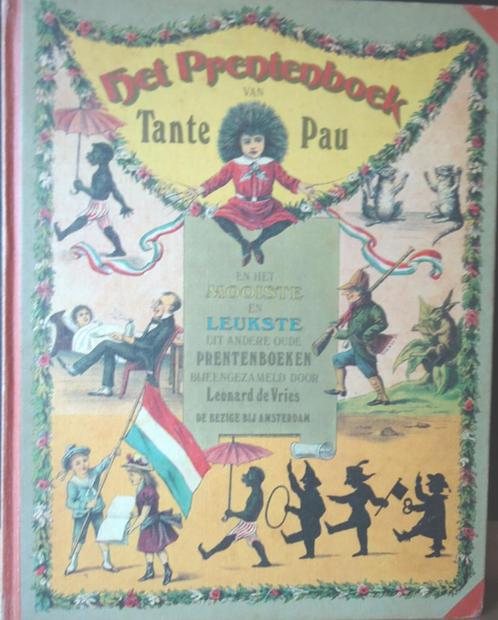 Het Prentenboek
VAN
Tante Pau
EN HET
MOOISTE
EN
LEUKSTE
UIT ANDERE OUDE
PRENTENBOEKEN
BIJEENGEZAMELD DOOR
Leonard de Vries
DE BEZIGE BIJ AMSTERDAM